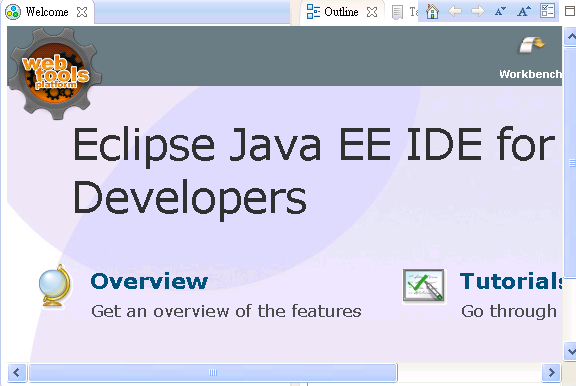 Welcome
Outline
Ta
A
A
web
tools
platform
Workbench
Eclipse Java EE IDE for
Developers
Overview
Tutorials
Get an overview of the features
Go through